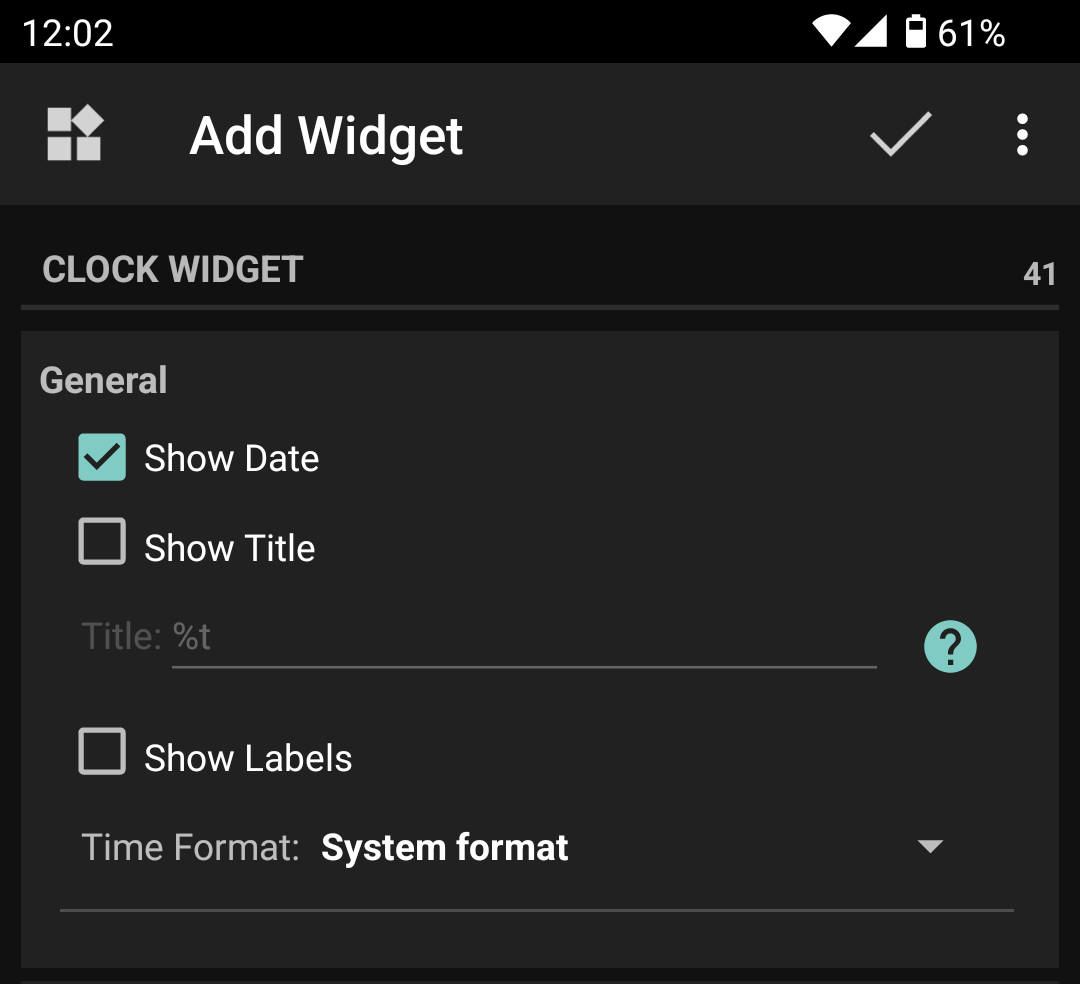 12:02 61%
Add Widget
CLOCK WIDGET 41
General
Show Date
Show Title
Title: %t ?
Show Labels
Time Format: System format